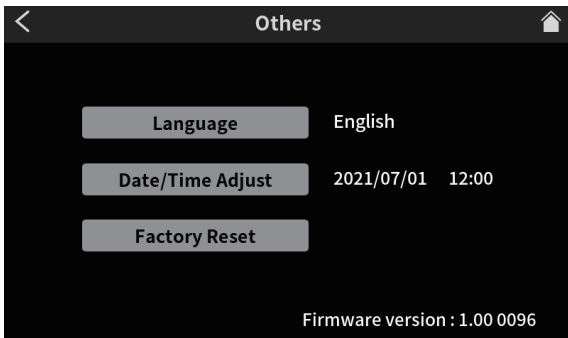 Others
Language English
Date/Time Adjust 2021/07/01 12:00
Factory Reset
Firmware version : 1.00 0096